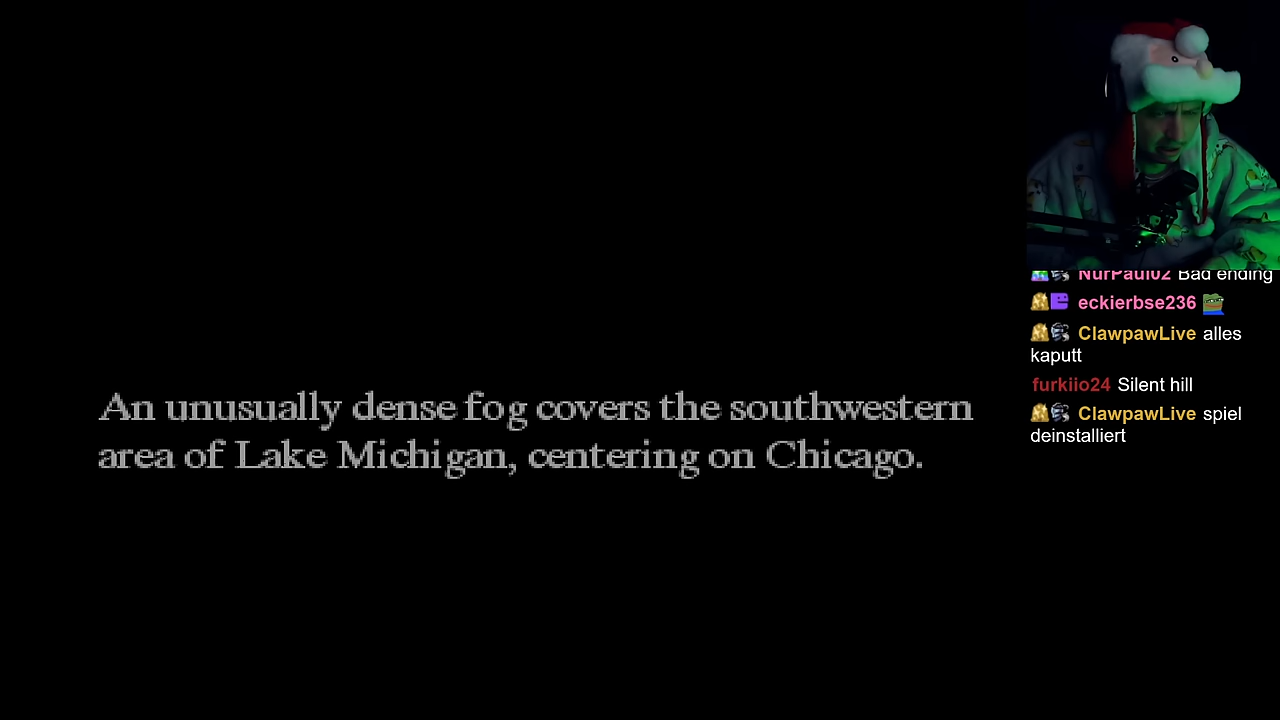 An unusually dense fog covers the southwestern
area of Lake Michigan, centering on Chicago.
NurPaul02 Bad ending
eckierbse236
ClawpawLive alles
kaputt
furkiio24 Silent hill
ClawpawLive spiel
deinstalliert